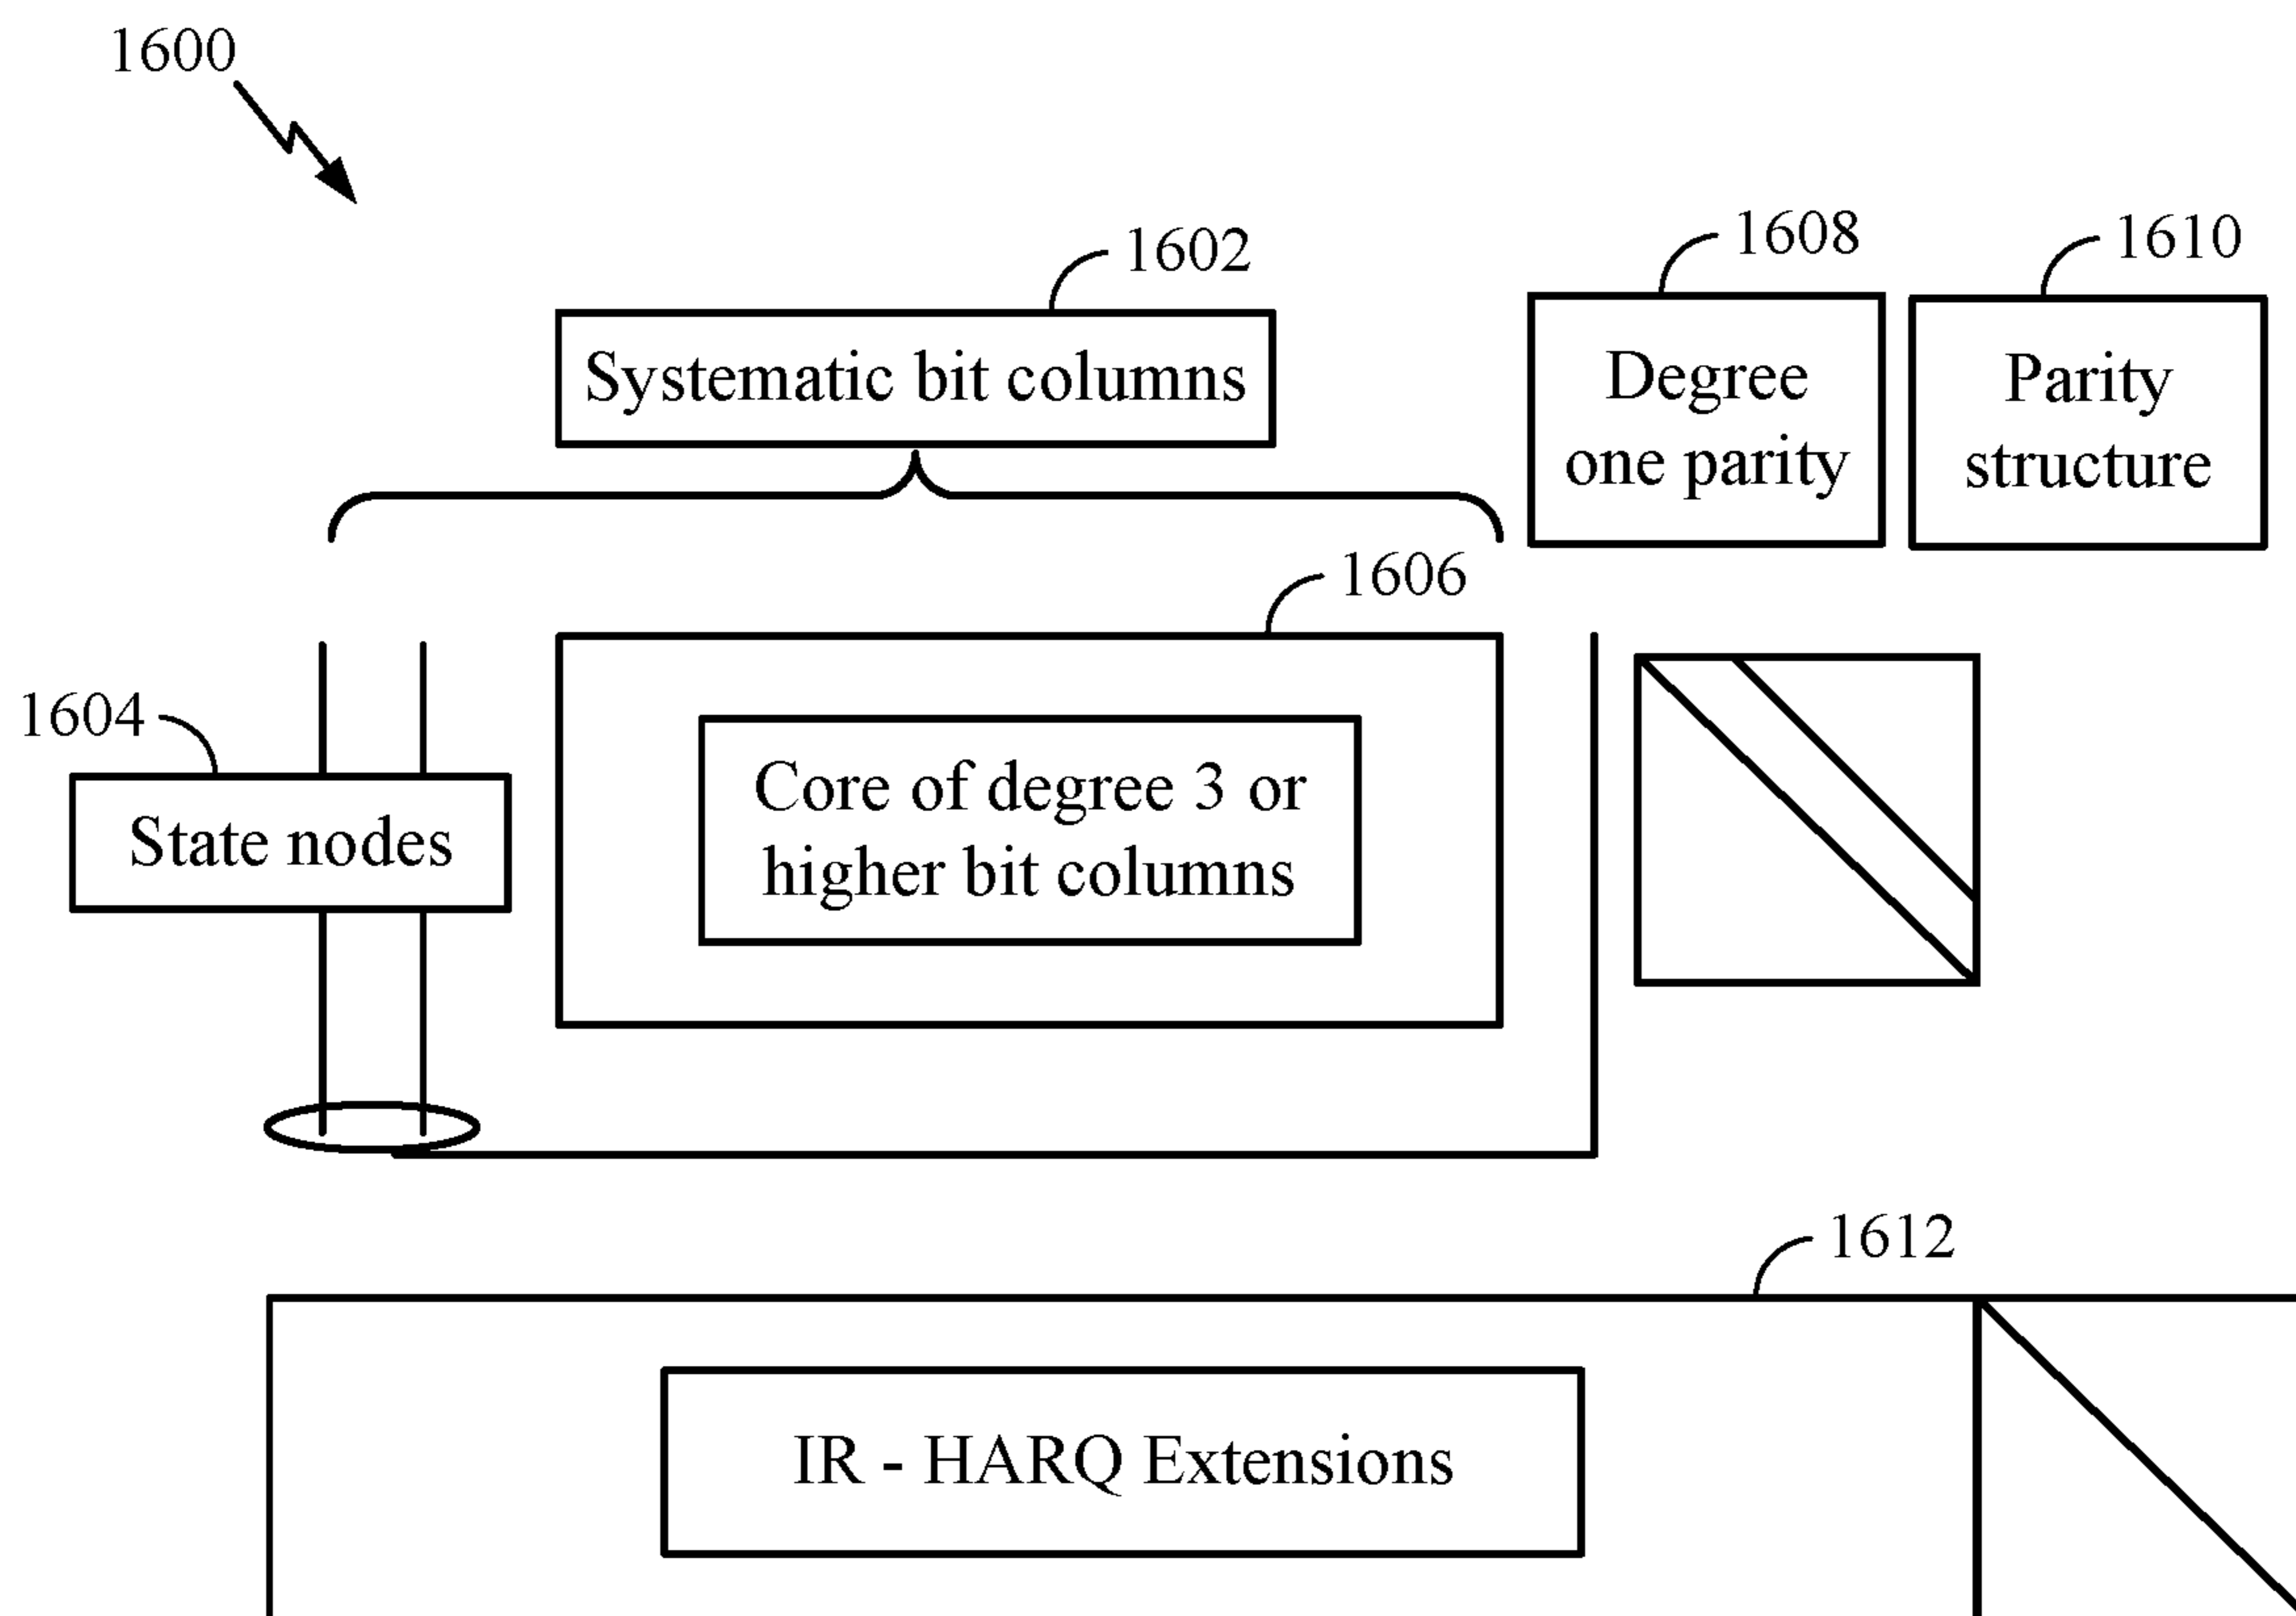 1600
1602
1608
1610
Systematic bit columns
Degree
one parity
Parity
structure
1606
1604
State nodes
Core of degree 3 or
higher bit columns
1612
IR - HARQ Extensions